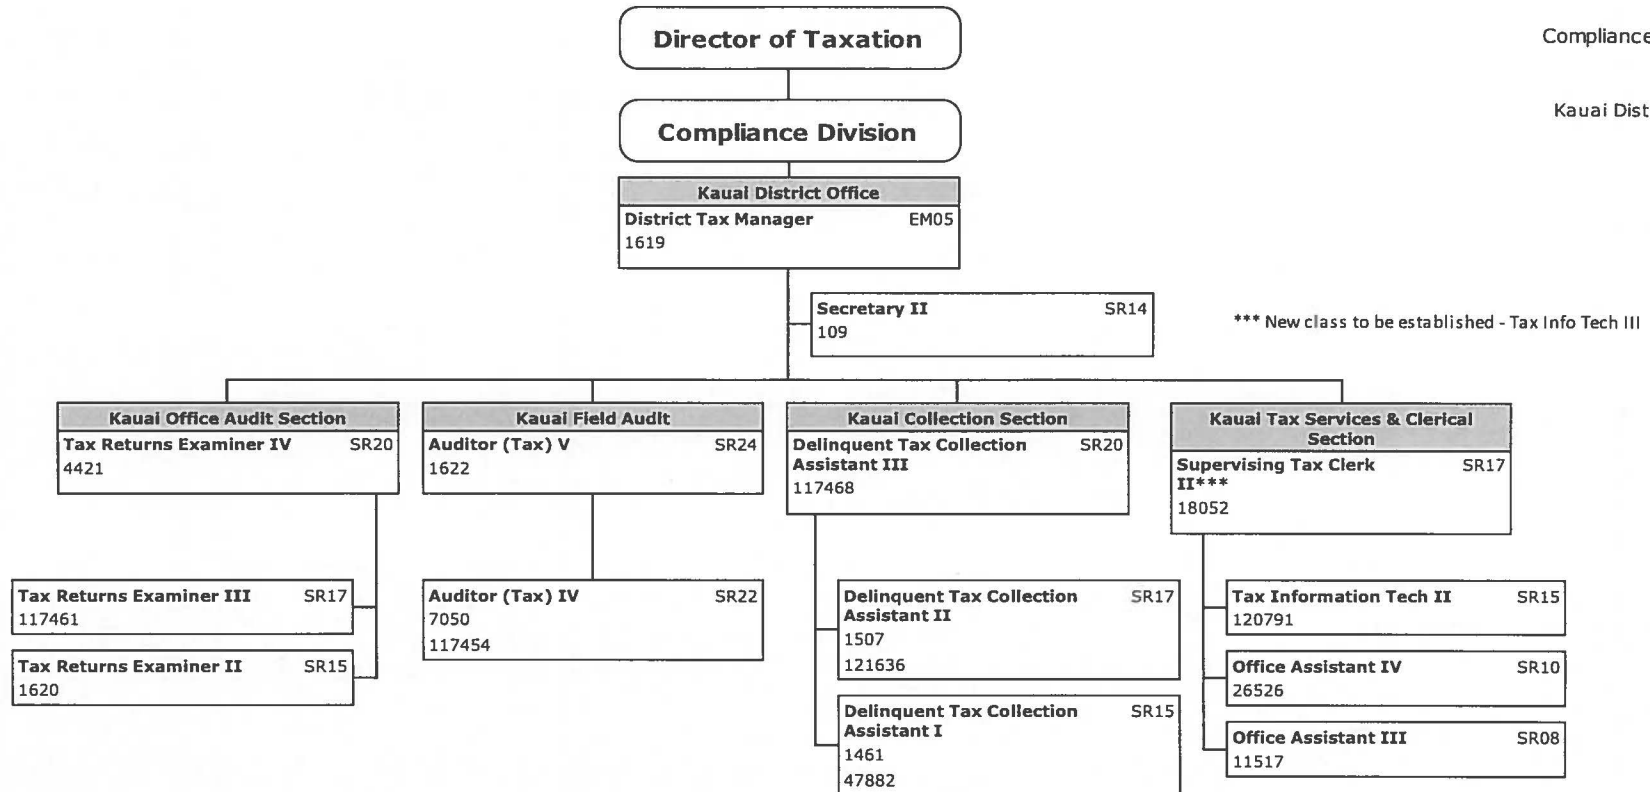 Director of Taxation
Compliance
Compliance Division
Kauai Dist
Kauai District Office
District Tax Manager EM05
1619
Secretary II SR14
109
*** New class to be established - Tax Info Tech III
Kauai Office Audit Section
Tax Returns Examiner IV SR20
4421
Tax Returns Examiner III SR17
117461
Tax Returns Examiner II SR15
1620
Kauai Field Audit
Auditor (Tax) V SR24
1622
Auditor (Tax) IV SR22
7050
117454
Kauai Collection Section
Delinquent Tax Collection SR20
Assistant III
117468
Delinquent Tax Collection SR17
Assistant II
1507
121636
Delinquent Tax Collection SR15
Assistant I
1461
47882
Kauai Tax Services & Clerical
Section
Supervising Tax Clerk SR17
II***
18052
Tax Information Tech II SR15
120791
Office Assistant IV SR10
26526
Office Assistant III SR08
11517